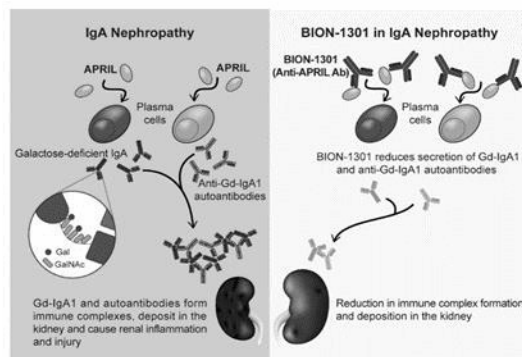 IgA Nephropathy
APRIL
APRIL
Plasma
cells
Galactose-deficient IgA
Anti-Gd-IgA1
autoantibodies
Gal
GalNAc
Gd-IgA1 and autoantibodies form
immune complexes, deposit in the
kidney and cause renal inflammation
and injury
BION-1301 in IgA Nephropathy
BION-1301
(Anti-APRIL Ab)
Plasma
cells
BION-1301 reduces secretion of Gd-IgA1
and anti-Gd-IgA1 autoantibodies
Reduction in immune complex formation
and deposition in the kidney